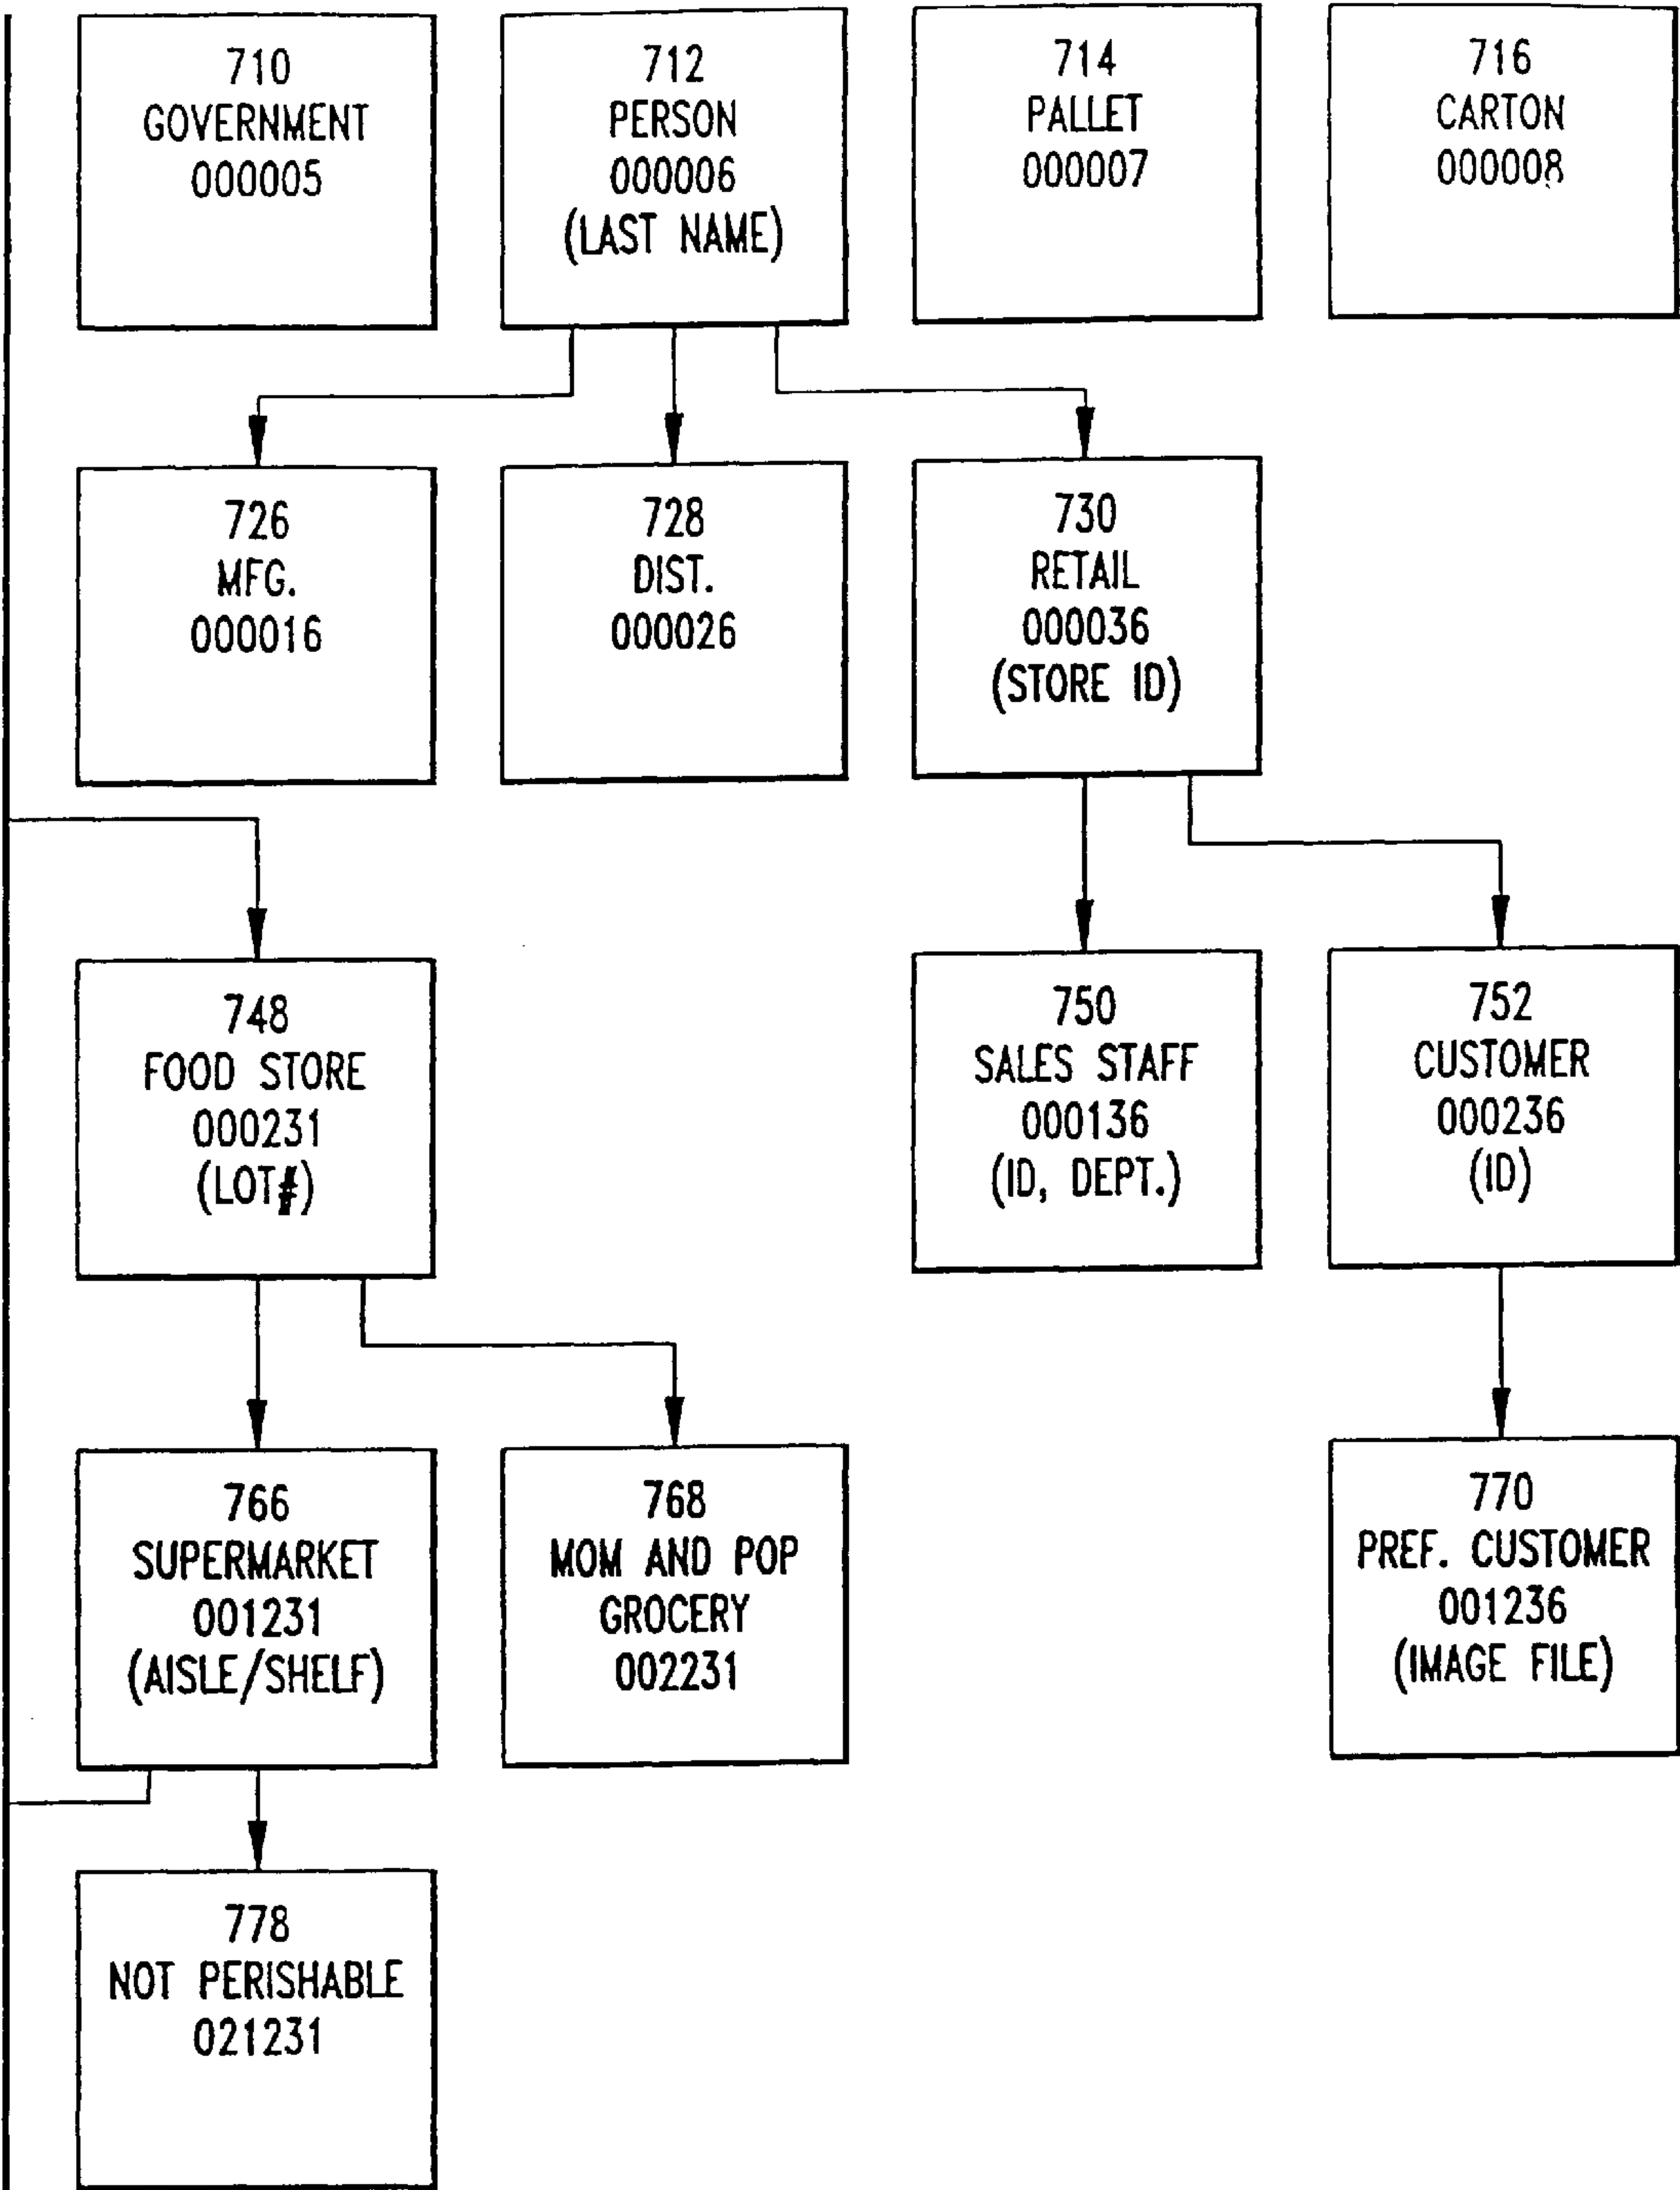 710
GOVERNMENT
000005
712
PERSON
000006
(LAST NAME)
714
PALLET
000007
716
CARTON
000008
726
MFG.
000016
728
DIST.
000026
730
RETAIL
000036
(STORE ID)
748
FOOD STORE
000231
(LOT#)
750
SALES STAFF
000136
(ID, DEPT.)
752
CUSTOMER
000236
(ID)
766
SUPERMARKET
001231
(AISLE/SHELF)
768
MOM AND POP
GROCERY
002231
770
PREF. CUSTOMER
001236
(IMAGE FILE)
778
NOT PERISHABLE
021231